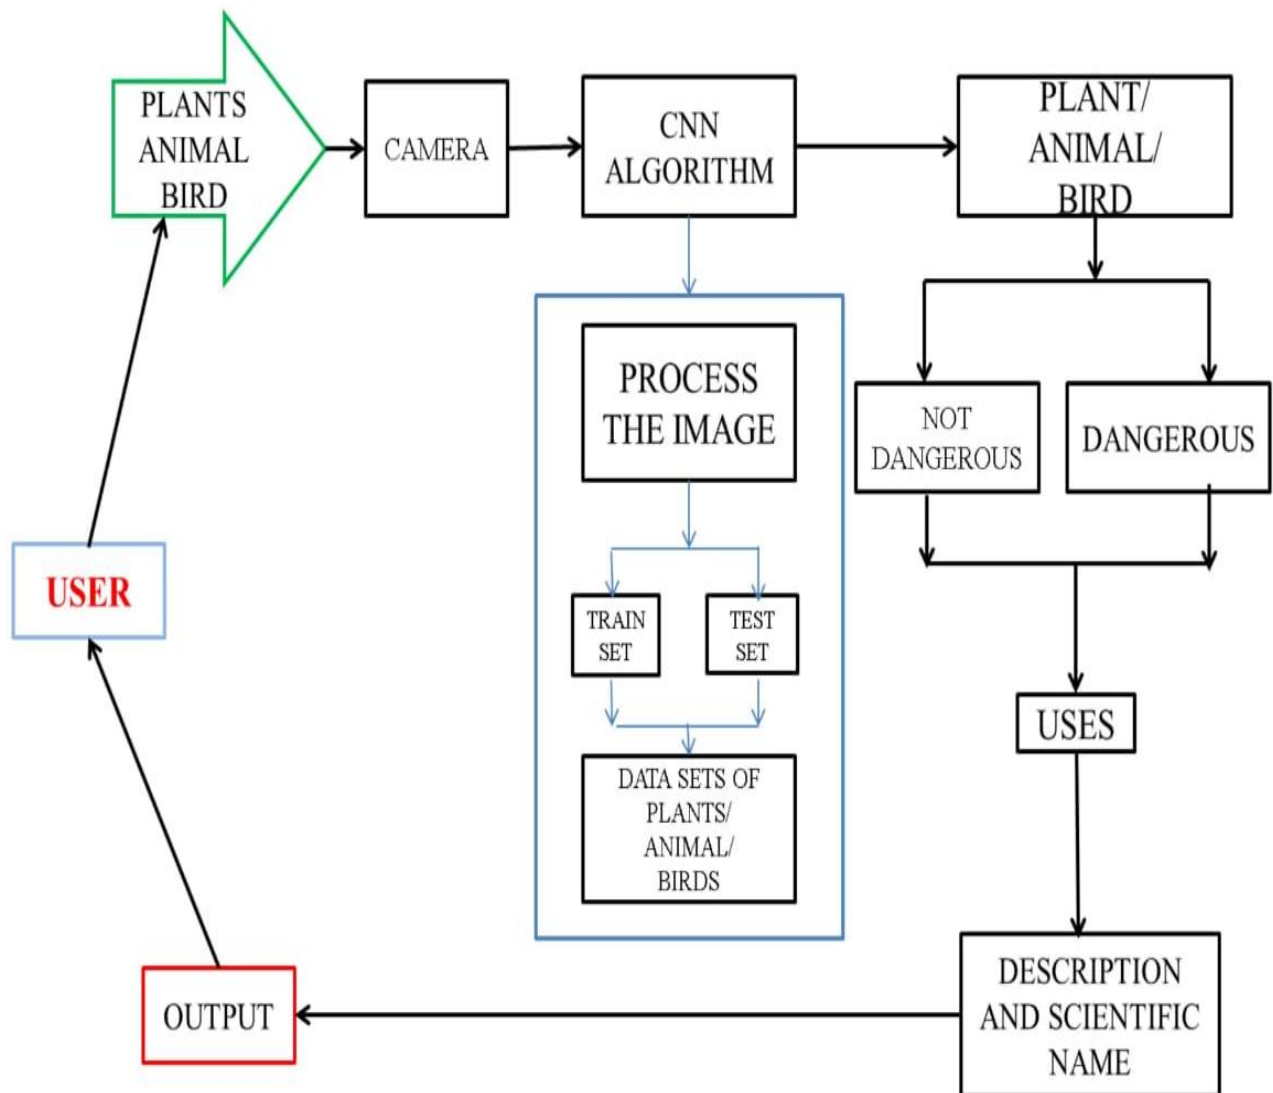 PLANTS
ANIMAL
BIRD
CAMERA
CNN
ALGORITHM
PLANT/
ANIMAL/
BIRD
PROCESS
THE IMAGE
NOT
DANGEROUS
DANGEROUS
USER
TRAIN
SET
TEST
SET
USES
DATA SETS OF
PLANTS/
ANIMAL/
BIRDS
DESCRIPTION
AND SCIENTIFIC
NAME
OUTPUT